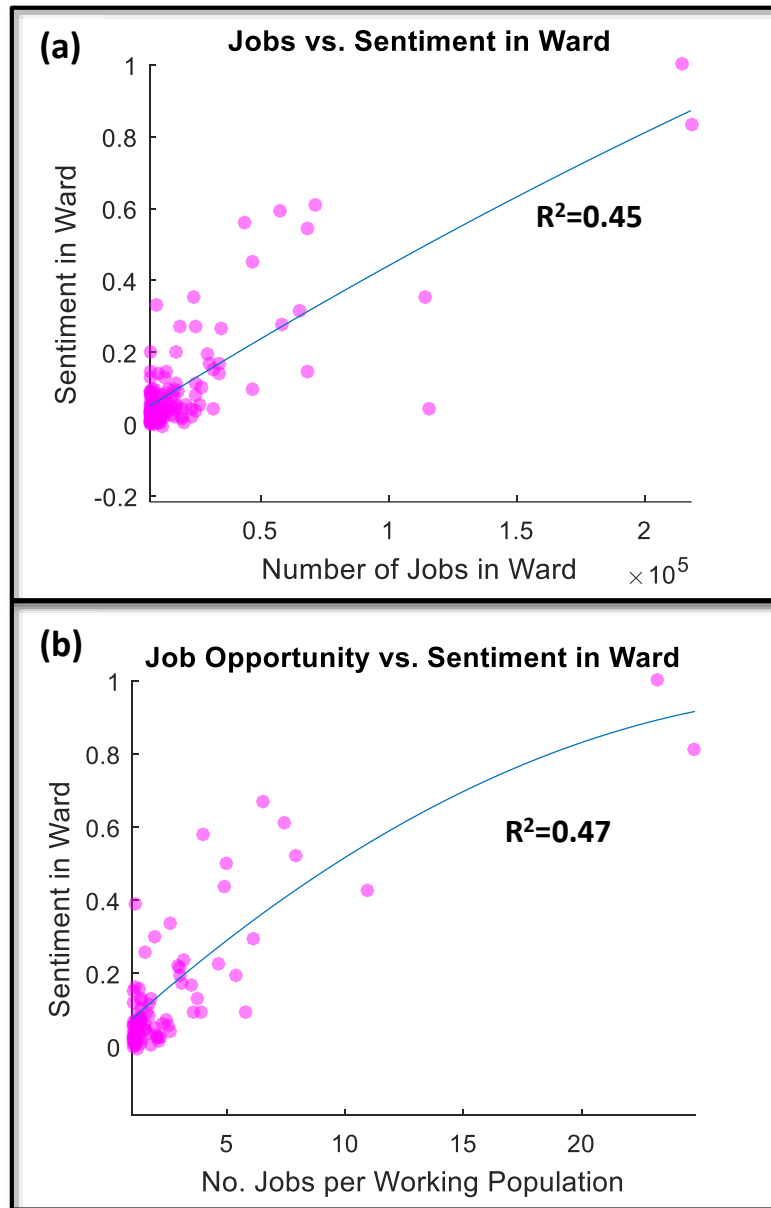 (a)
Jobs vs. Sentiment in Ward
1
0.8
0.6
0.4
0.2
0
-0.2
Sentiment in Ward
R²=0.45
0.5
1
1.5
2
Number of Jobs in Ward
×10⁵
(b)
Job Opportunity vs. Sentiment in Ward
1
0.8
0.6
0.4
0.2
0
Sentiment in Ward
R²=0.47
5
10
15
20
No. Jobs per Working Population